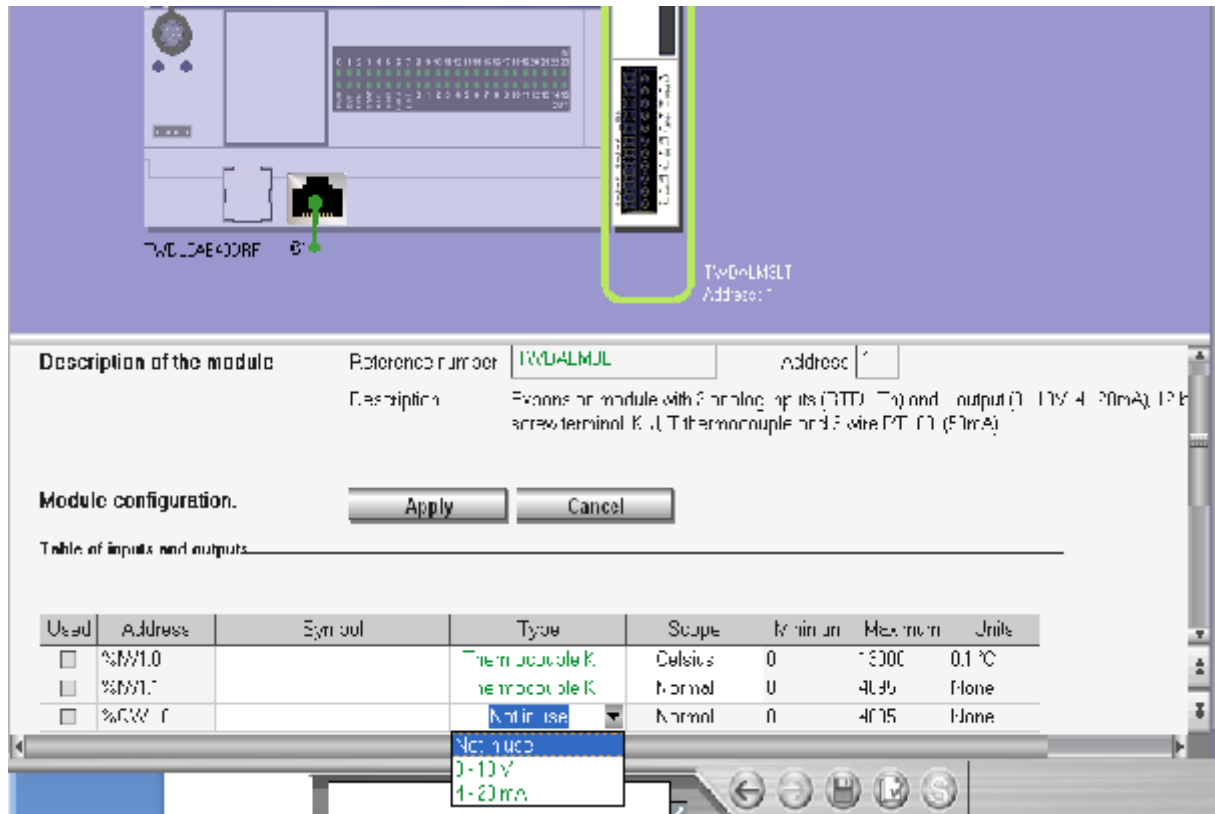 Address: 1
Description of the module
Reference number
Address 1
Description
Expansion module with 2 analog inputs (RTD - Th) and 1 output (0 - 10V, 4 - 20mA), 12 b
screw terminal. K, J, T thermocouple and 3 wire PT100. (50mA)
Module configuration.
Apply Cancel
Table of inputs and outputs
Used Address Symbol Type Scope Minimum Maximum Units
%IW1.0 Thermocouple K Celsius 0 13000 0.1 °C
%IW1.1 Thermocouple K Normal 0 4095 None
%QW1.0 Not in use Normal 0 4095 None
Not in use
0 - 10 V
4 - 20 mA